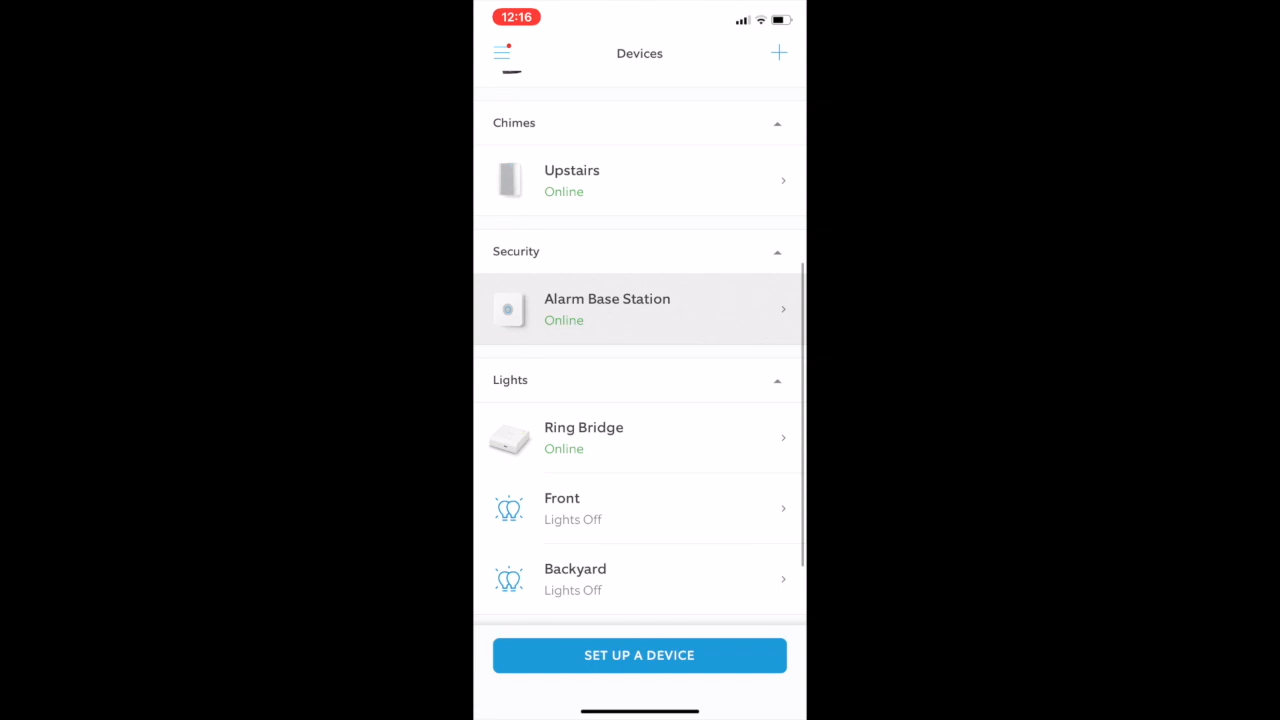 12:16
Devices
Chimes
Upstairs
Online
Security
Alarm Base Station
Online
Lights
Ring Bridge
Online
Front
Lights Off
Backyard
Lights Off
SET UP A DEVICE